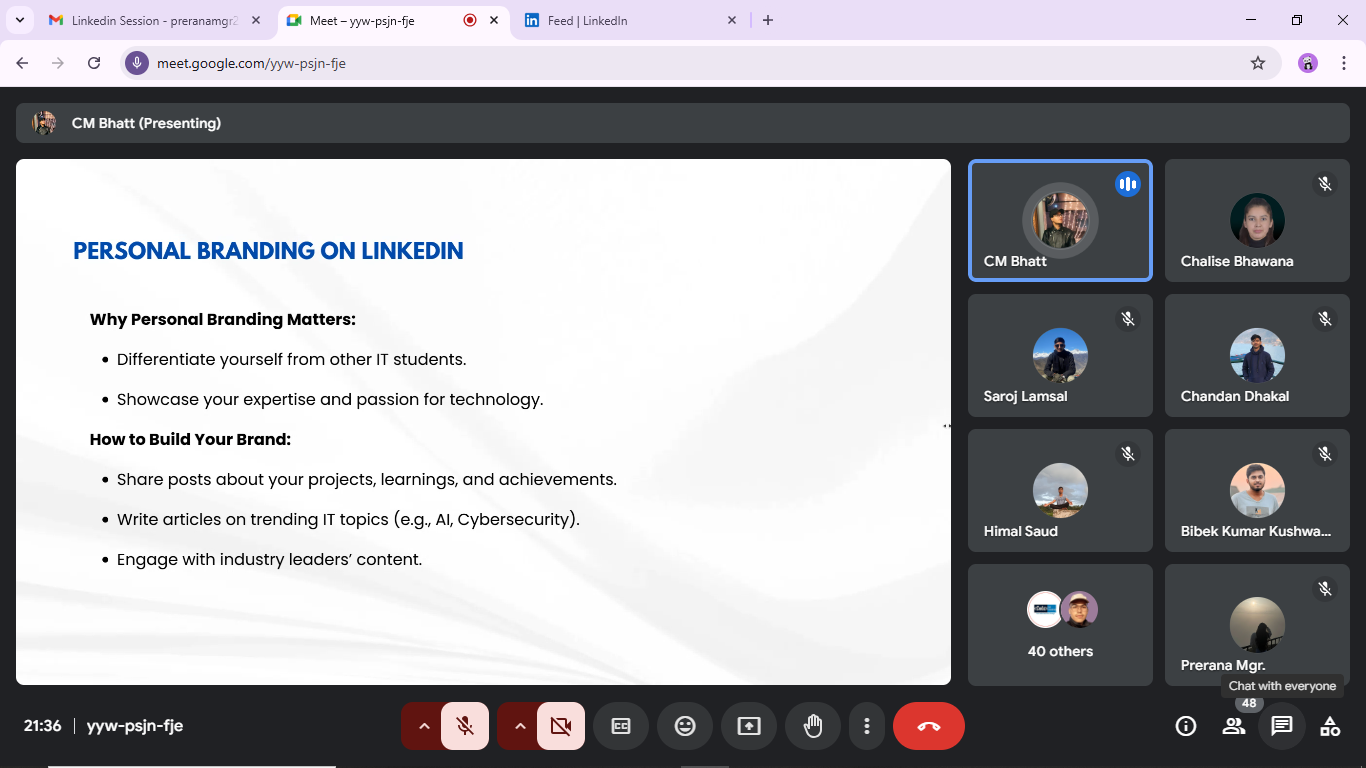 Linkedin Session - preranamgr2
Meet – yyw-psjn-fje
Feed | LinkedIn
meet.google.com/yyw-psjn-fje
CM Bhatt (Presenting)
PERSONAL BRANDING ON LINKEDIN
Why Personal Branding Matters:
• Differentiate yourself from other IT students.
• Showcase your expertise and passion for technology.
How to Build Your Brand:
• Share posts about your projects, learnings, and achievements.
• Write articles on trending IT topics (e.g., AI, Cybersecurity).
• Engage with industry leaders’ content.
CM Bhatt
Chalise Bhawana
Saroj Lamsal
Chandan Dhakal
Himal Saud
Bibek Kumar Kushwa...
40 others
Prerana Mgr.
Chat with everyone
48
21:36 | yyw-psjn-fje